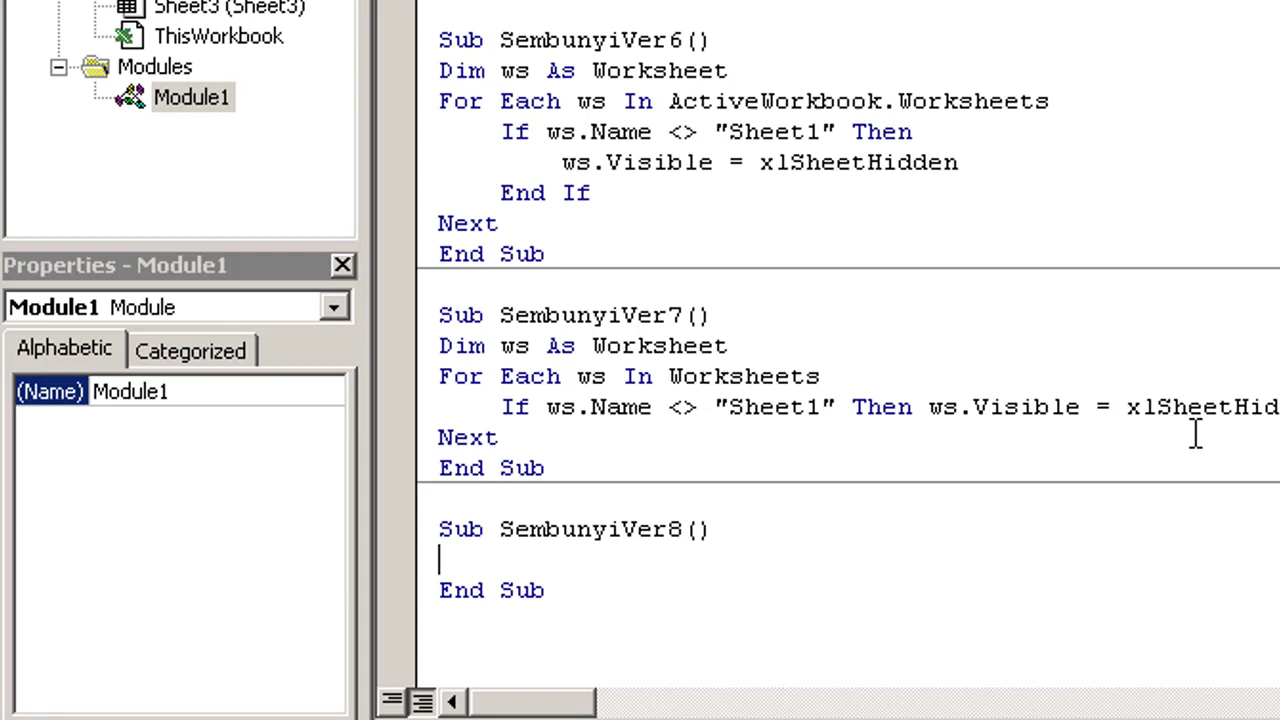 Sheet3 (Sheet3)
ThisWorkbook
Modules
Module1
Properties - Module1
Module1 Module
Alphabetic
Categorized
(Name) Module1
Sub SembunyiVer6()
Dim ws As Worksheet
For Each ws In ActiveWorkbook.Worksheets
If ws.Name <> "Sheet1" Then
ws.Visible = xlSheetHidden
End If
Next
End Sub
Sub SembunyiVer7()
Dim ws As Worksheet
For Each ws In Worksheets
If ws.Name <> "Sheet1" Then ws.Visible = xlSheetHid
Next
End Sub
Sub SembunyiVer8()
End Sub